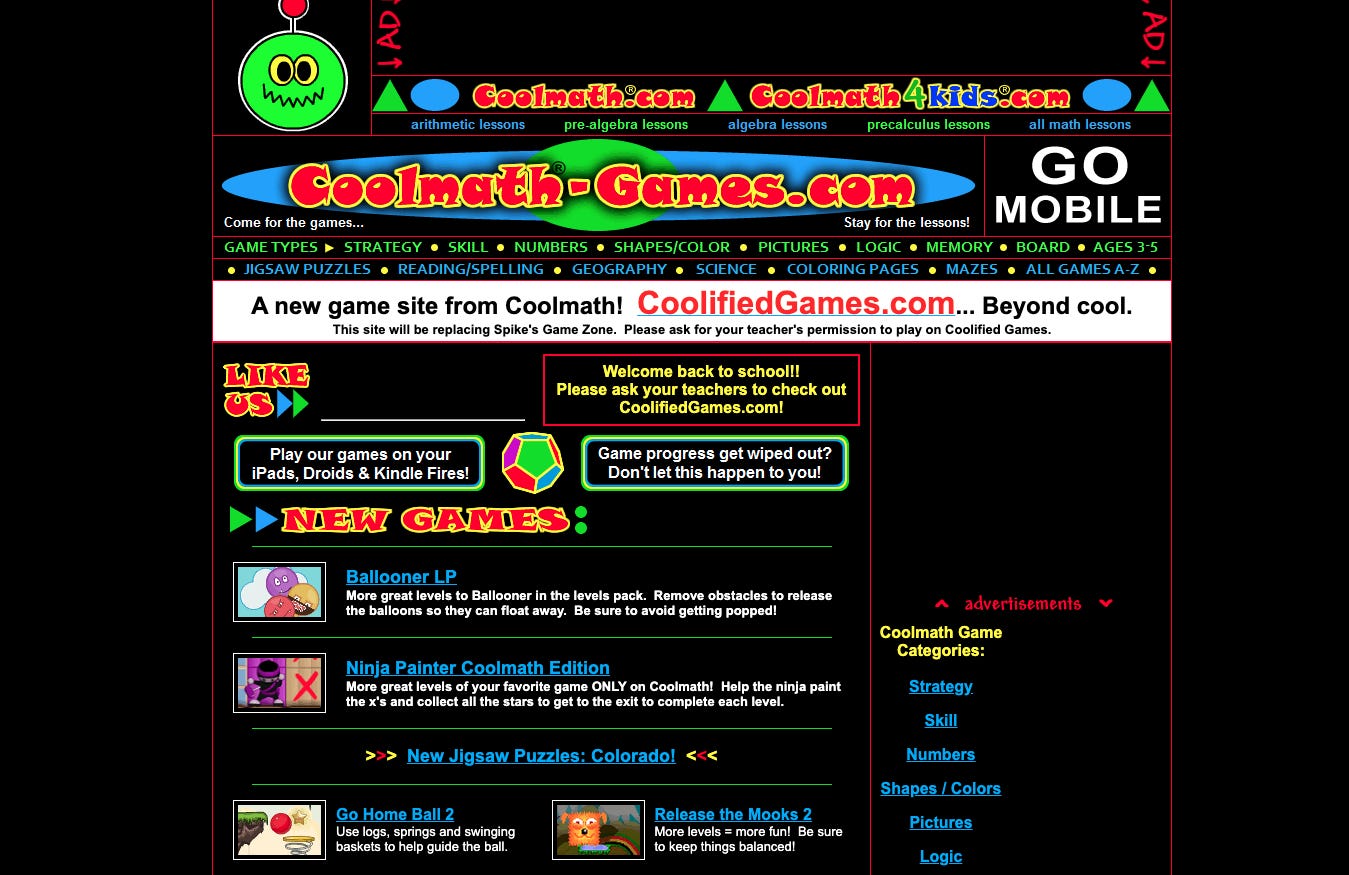 AD
AD
Coolmath®.com
Coolmath4kids®.com
arithmetic lessons
pre-algebra lessons
algebra lessons
precalculus lessons
all math lessons
Coolmath®-Games.com
Come for the games...
Stay for the lessons!
GO
MOBILE
GAME TYPES ► STRATEGY ● SKILL ● NUMBERS ● SHAPES/COLOR ● PICTURES ● LOGIC ● MEMORY ● BOARD ● AGES 3-5
● JIGSAW PUZZLES ● READING/SPELLING ● GEOGRAPHY ● SCIENCE ● COLORING PAGES ● MAZES ● ALL GAMES A-Z ●
A new game site from Coolmath! CoolifiedGames.com... Beyond cool.
This site will be replacing Spike's Game Zone. Please ask for your teacher's permission to play on Coolified Games.
LIKE
US
Welcome back to school!!
Please ask your teachers to check out
CoolifiedGames.com!
Play our games on your
iPads, Droids & Kindle Fires!
Game progress get wiped out?
Don't let this happen to you!
NEW GAMES:
Ballooner LP
More great levels to Ballooner in the levels pack. Remove obstacles to release
the balloons so they can float away. Be sure to avoid getting popped!
Ninja Painter Coolmath Edition
More great levels of your favorite game ONLY on Coolmath! Help the ninja paint
the x's and collect all the stars to get to the exit to complete each level.
>>> New Jigsaw Puzzles: Colorado! <<<
Go Home Ball 2
Use logs, springs and swinging
baskets to help guide the ball.
Release the Mooks 2
More levels = more fun! Be sure
to keep things balanced!
advertisements
Coolmath Game
Categories:
Strategy
Skill
Numbers
Shapes / Colors
Pictures
Logic